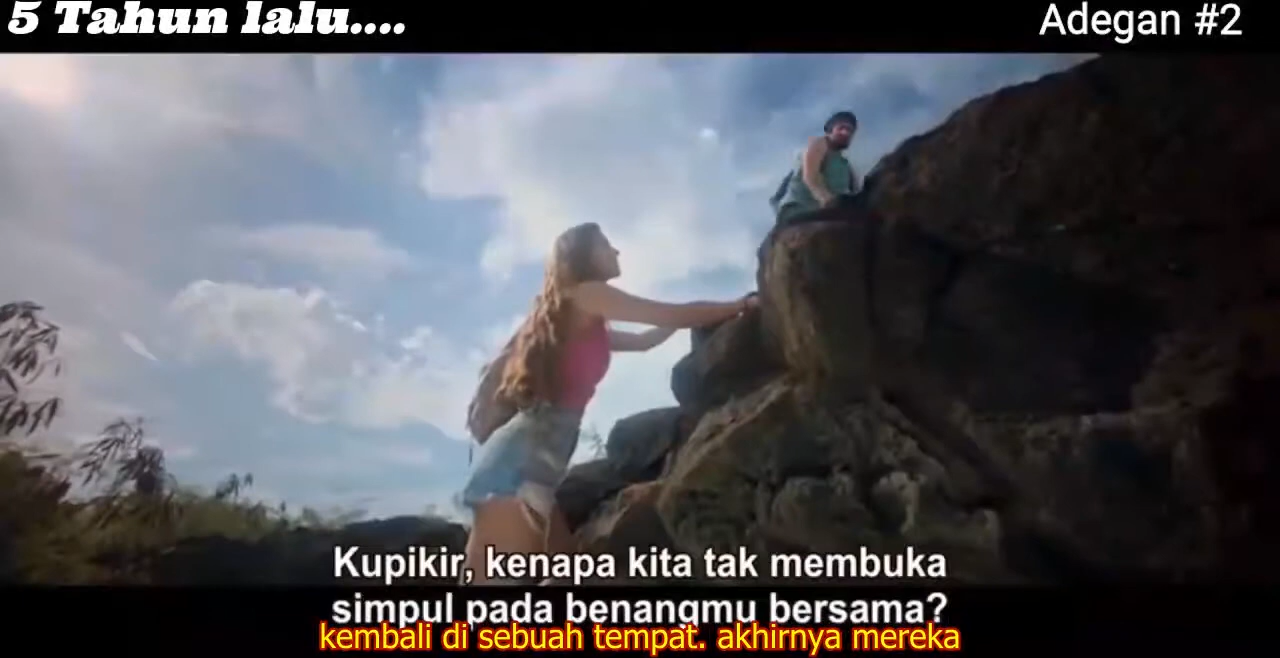 5 Tahun lalu....
Adegan #2
Kupikir, kenapa kita tak membuka
simpul pada benangmu bersama?
kembali di sebuah tempat. akhirnya mereka